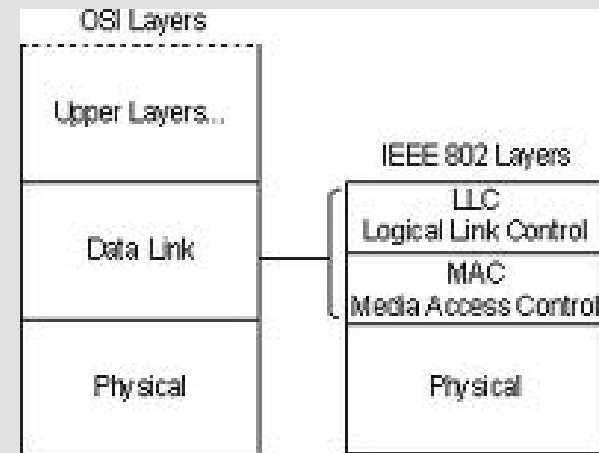 OSI Layers
Upper Layers...
Data Link
Physical
IEEE 802 Layers
LLC
Logical Link Control
MAC
Media Access Control
Physical